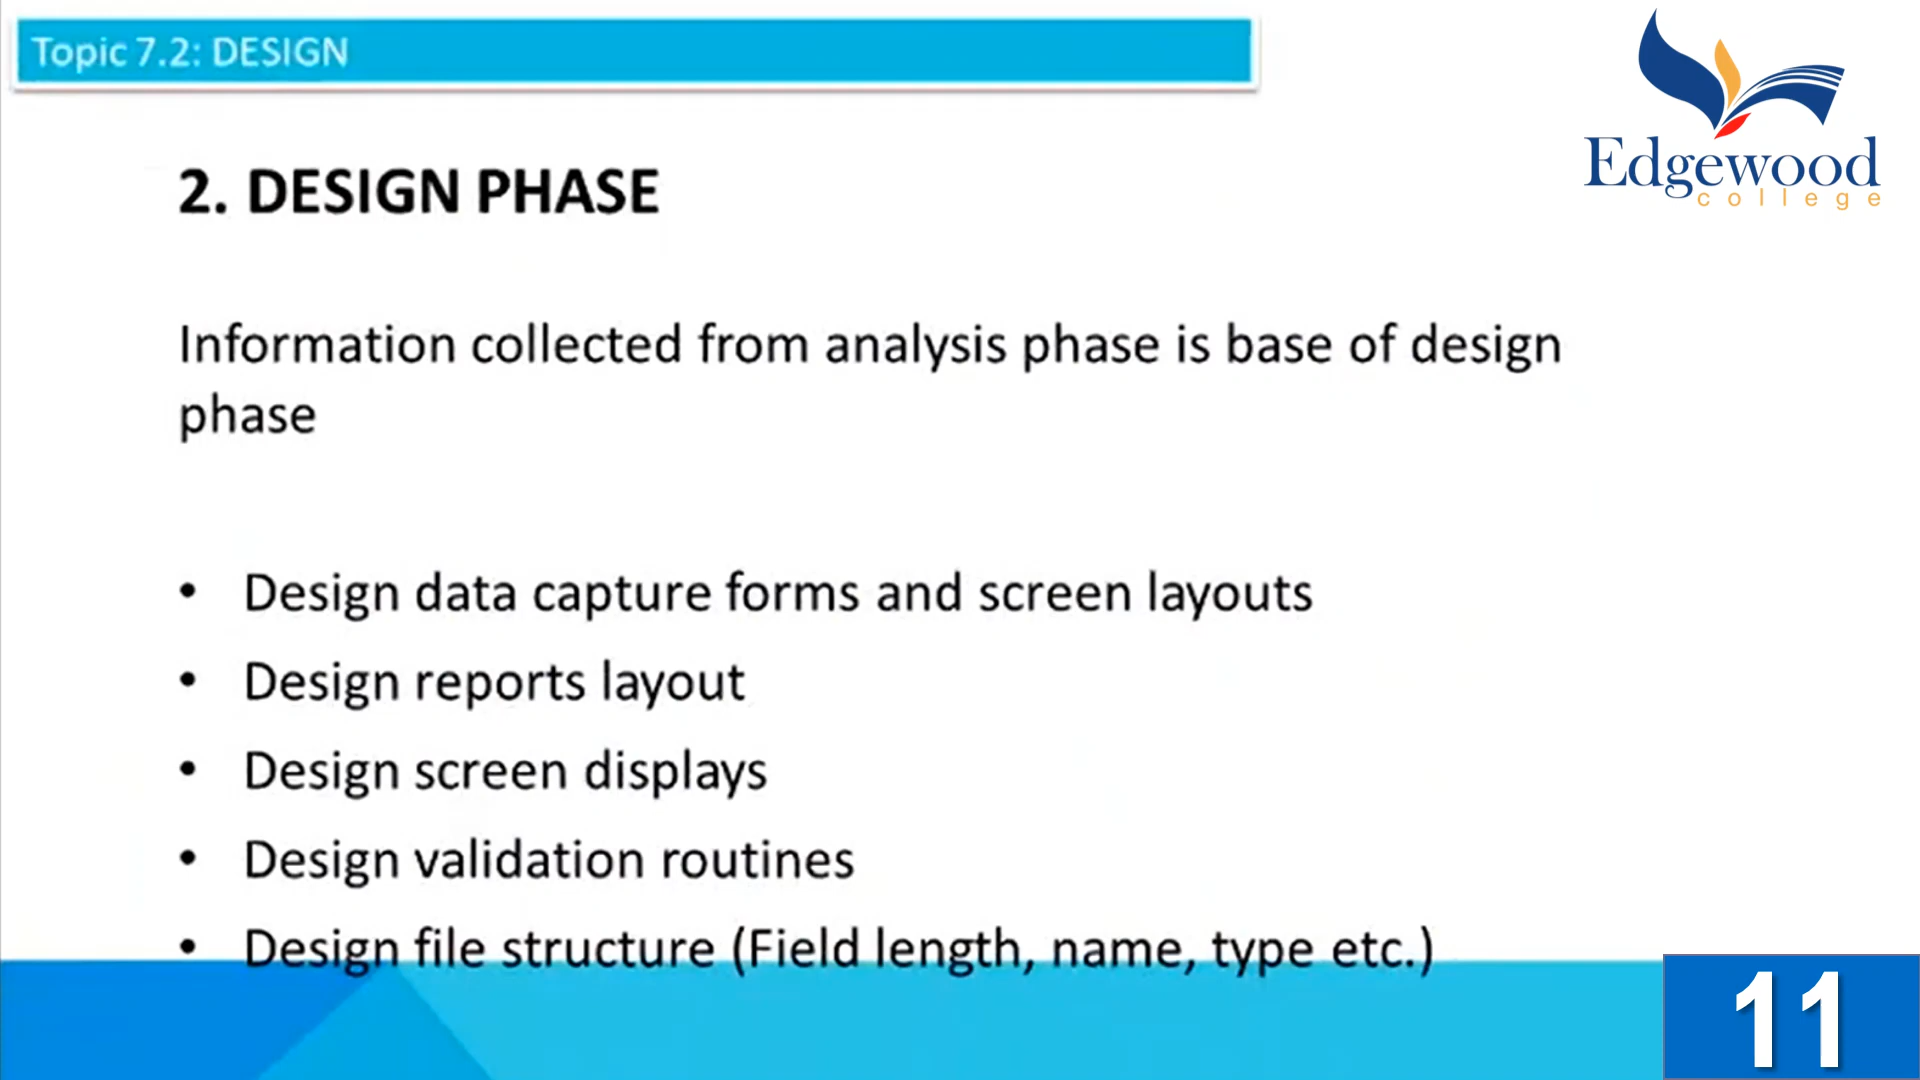 Topic 7.2: DESIGN
Edgewood
college
2. DESIGN PHASE
Information collected from analysis phase is base of design
phase
• Design data capture forms and screen layouts
• Design reports layout
• Design screen displays
• Design validation routines
• Design file structure (Field length, name, type etc.)
11